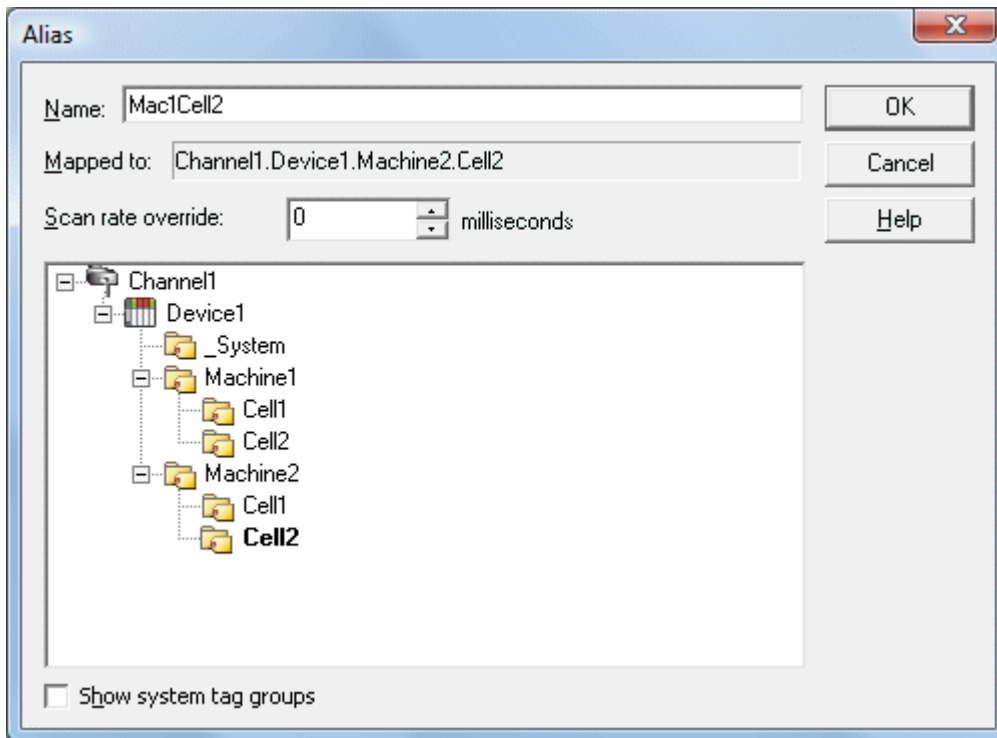 Alias
Name: Mac1Cell2
OK
Mapped to: Channel1.Device1.Machine2.Cell2
Cancel
Scan rate override: 0 milliseconds
Help
Channel1
Device1
_System
Machine1
Cell1
Cell2
Machine2
Cell1
Cell2
Show system tag groups